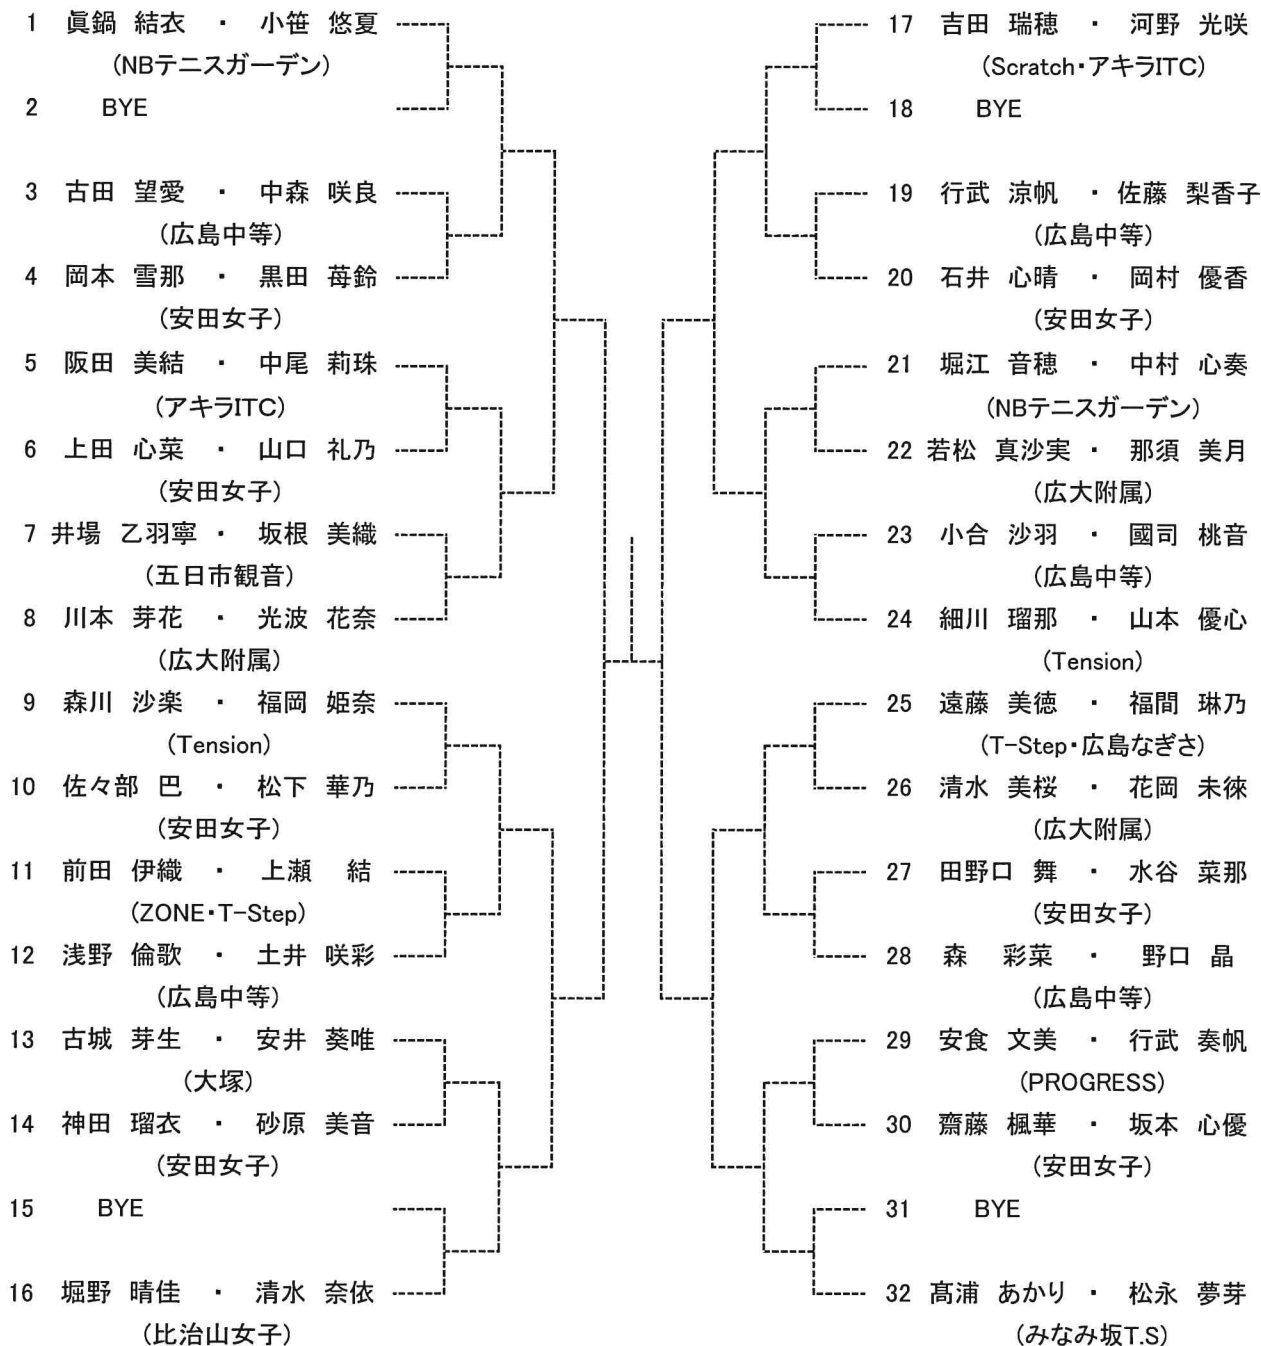 1 眞鍋 結衣 ・ 小笹 悠夏
(NBテニスガーデン)
2 BYE
3 古田 望愛 ・ 中森 咲良
(広島中等)
4 岡本 雪那 ・ 黒田 苺鈴
(安田女子)
5 阪田 美結 ・ 中尾 莉珠
(アキラITC)
6 上田 心菜 ・ 山口 礼乃
(安田女子)
7 井場 乙羽寧 ・ 坂根 美織
(五日市観音)
8 川本 芽花 ・ 光波 花奈
(広大附属)
9 森川 沙楽 ・ 福岡 姫奈
(Tension)
10 佐々部 巴 ・ 松下 華乃
(安田女子)
11 前田 伊織 ・ 上瀬 結
(ZONE・T-Step)
12 浅野 倫歌 ・ 土井 咲彩
(広島中等)
13 古城 芽生 ・ 安井 葵唯
(大塚)
14 神田 瑠衣 ・ 砂原 美音
(安田女子)
15 BYE
16 堀野 晴佳 ・ 清水 奈依
(比治山女子)
17 吉田 瑞穂 ・ 河野 光咲
(Scratch・アキラITC)
18 BYE
19 行武 涼帆 ・ 佐藤 梨香子
(広島中等)
20 石井 心晴 ・ 岡村 優香
(安田女子)
21 堀江 音穂 ・ 中村 心奏
(NBテニスガーデン)
22 若松 真沙実 ・ 那須 美月
(広大附属)
23 小合 沙羽 ・ 國司 桃音
(広島中等)
24 細川 瑠那 ・ 山本 優心
(Tension)
25 遠藤 美徳 ・ 福間 琳乃
(T-Step・広島なぎさ)
26 清水 美桜 ・ 花岡 未徠
(広大附属)
27 田野口 舞 ・ 水谷 菜那
(安田女子)
28 森 彩菜 ・ 野口 晶
(広島中等)
29 安食 文美 ・ 行武 奏帆
(PROGRESS)
30 齋藤 楓華 ・ 坂本 心優
(安田女子)
31 BYE
32 髙浦 あかり ・ 松永 夢芽
(みなみ坂T.S)